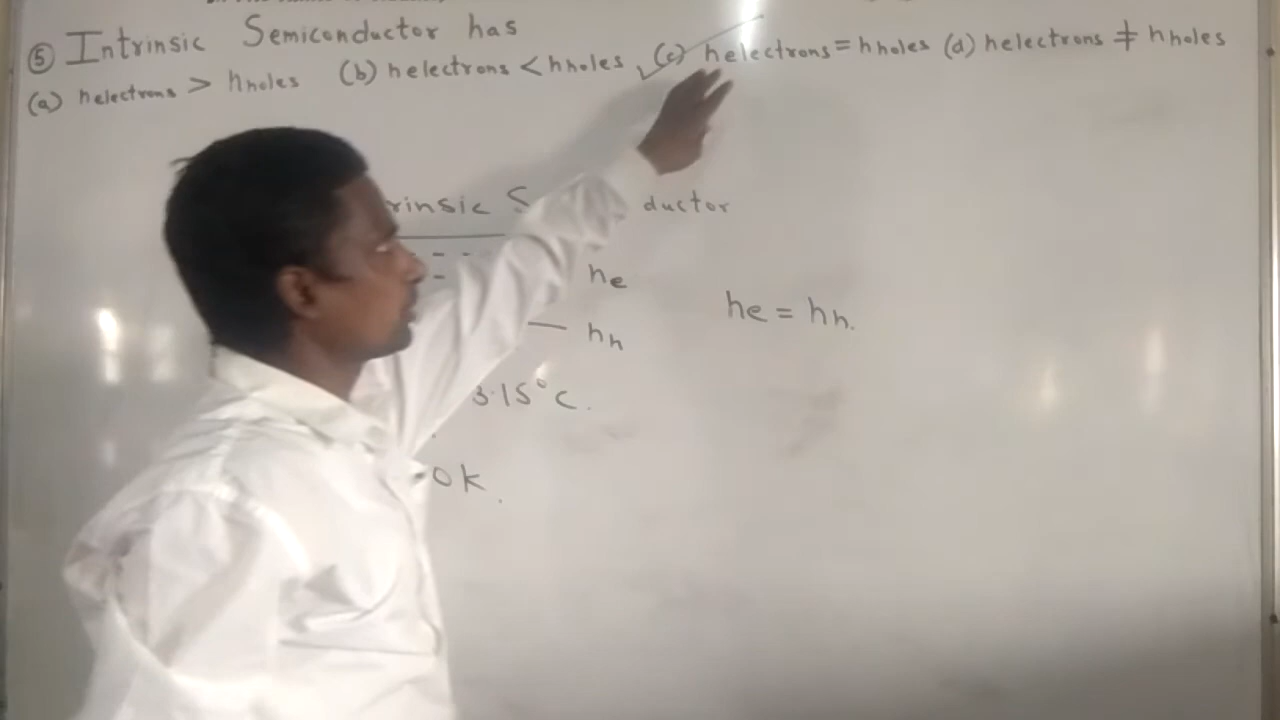 ⑤ Intrinsic Semiconductor has
(a) nelectrons > nholes (b) nelectrons < nholes ✓(c) nelectrons = nholes (d) nelectrons ≠ nholes
rinsic S ductor
ne
ne = nh.
nh
3.15°C.
0K.